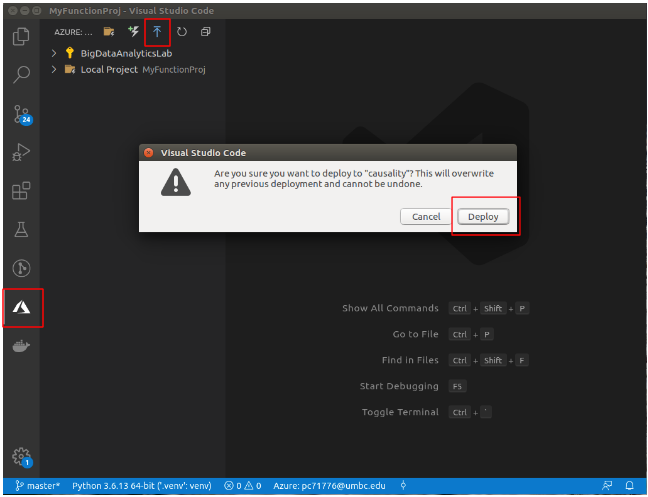 MyFunctionProj - Visual Studio Code
AZURE: ...
BigDataAnalyticsLab
Local Project MyFunctionProj
24
Visual Studio Code
Are you sure you want to deploy to "causality"? This will overwrite
any previous deployment and cannot be undone.
Cancel Deploy
Show All Commands Ctrl + Shift + P
Go to File Ctrl + P
Find in Files Ctrl + Shift + F
Start Debugging F5
Toggle Terminal Ctrl + `
1
master* Python 3.6.13 64-bit ('.venv': venv) 0 0 Azure: pc71776@umbc.edu